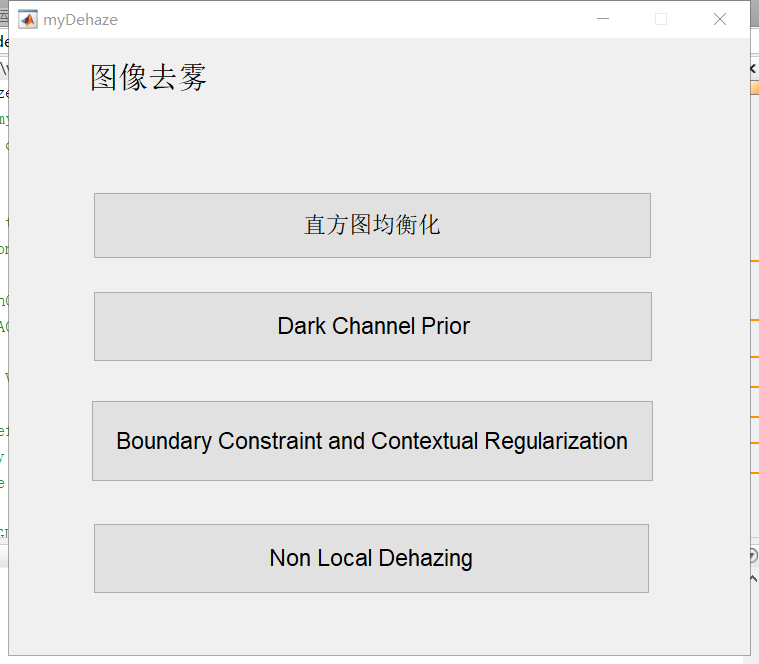 myDehaze
图像去雾
直方图均衡化
Dark Channel Prior
Boundary Constraint and Contextual Regularization
Non Local Dehazing